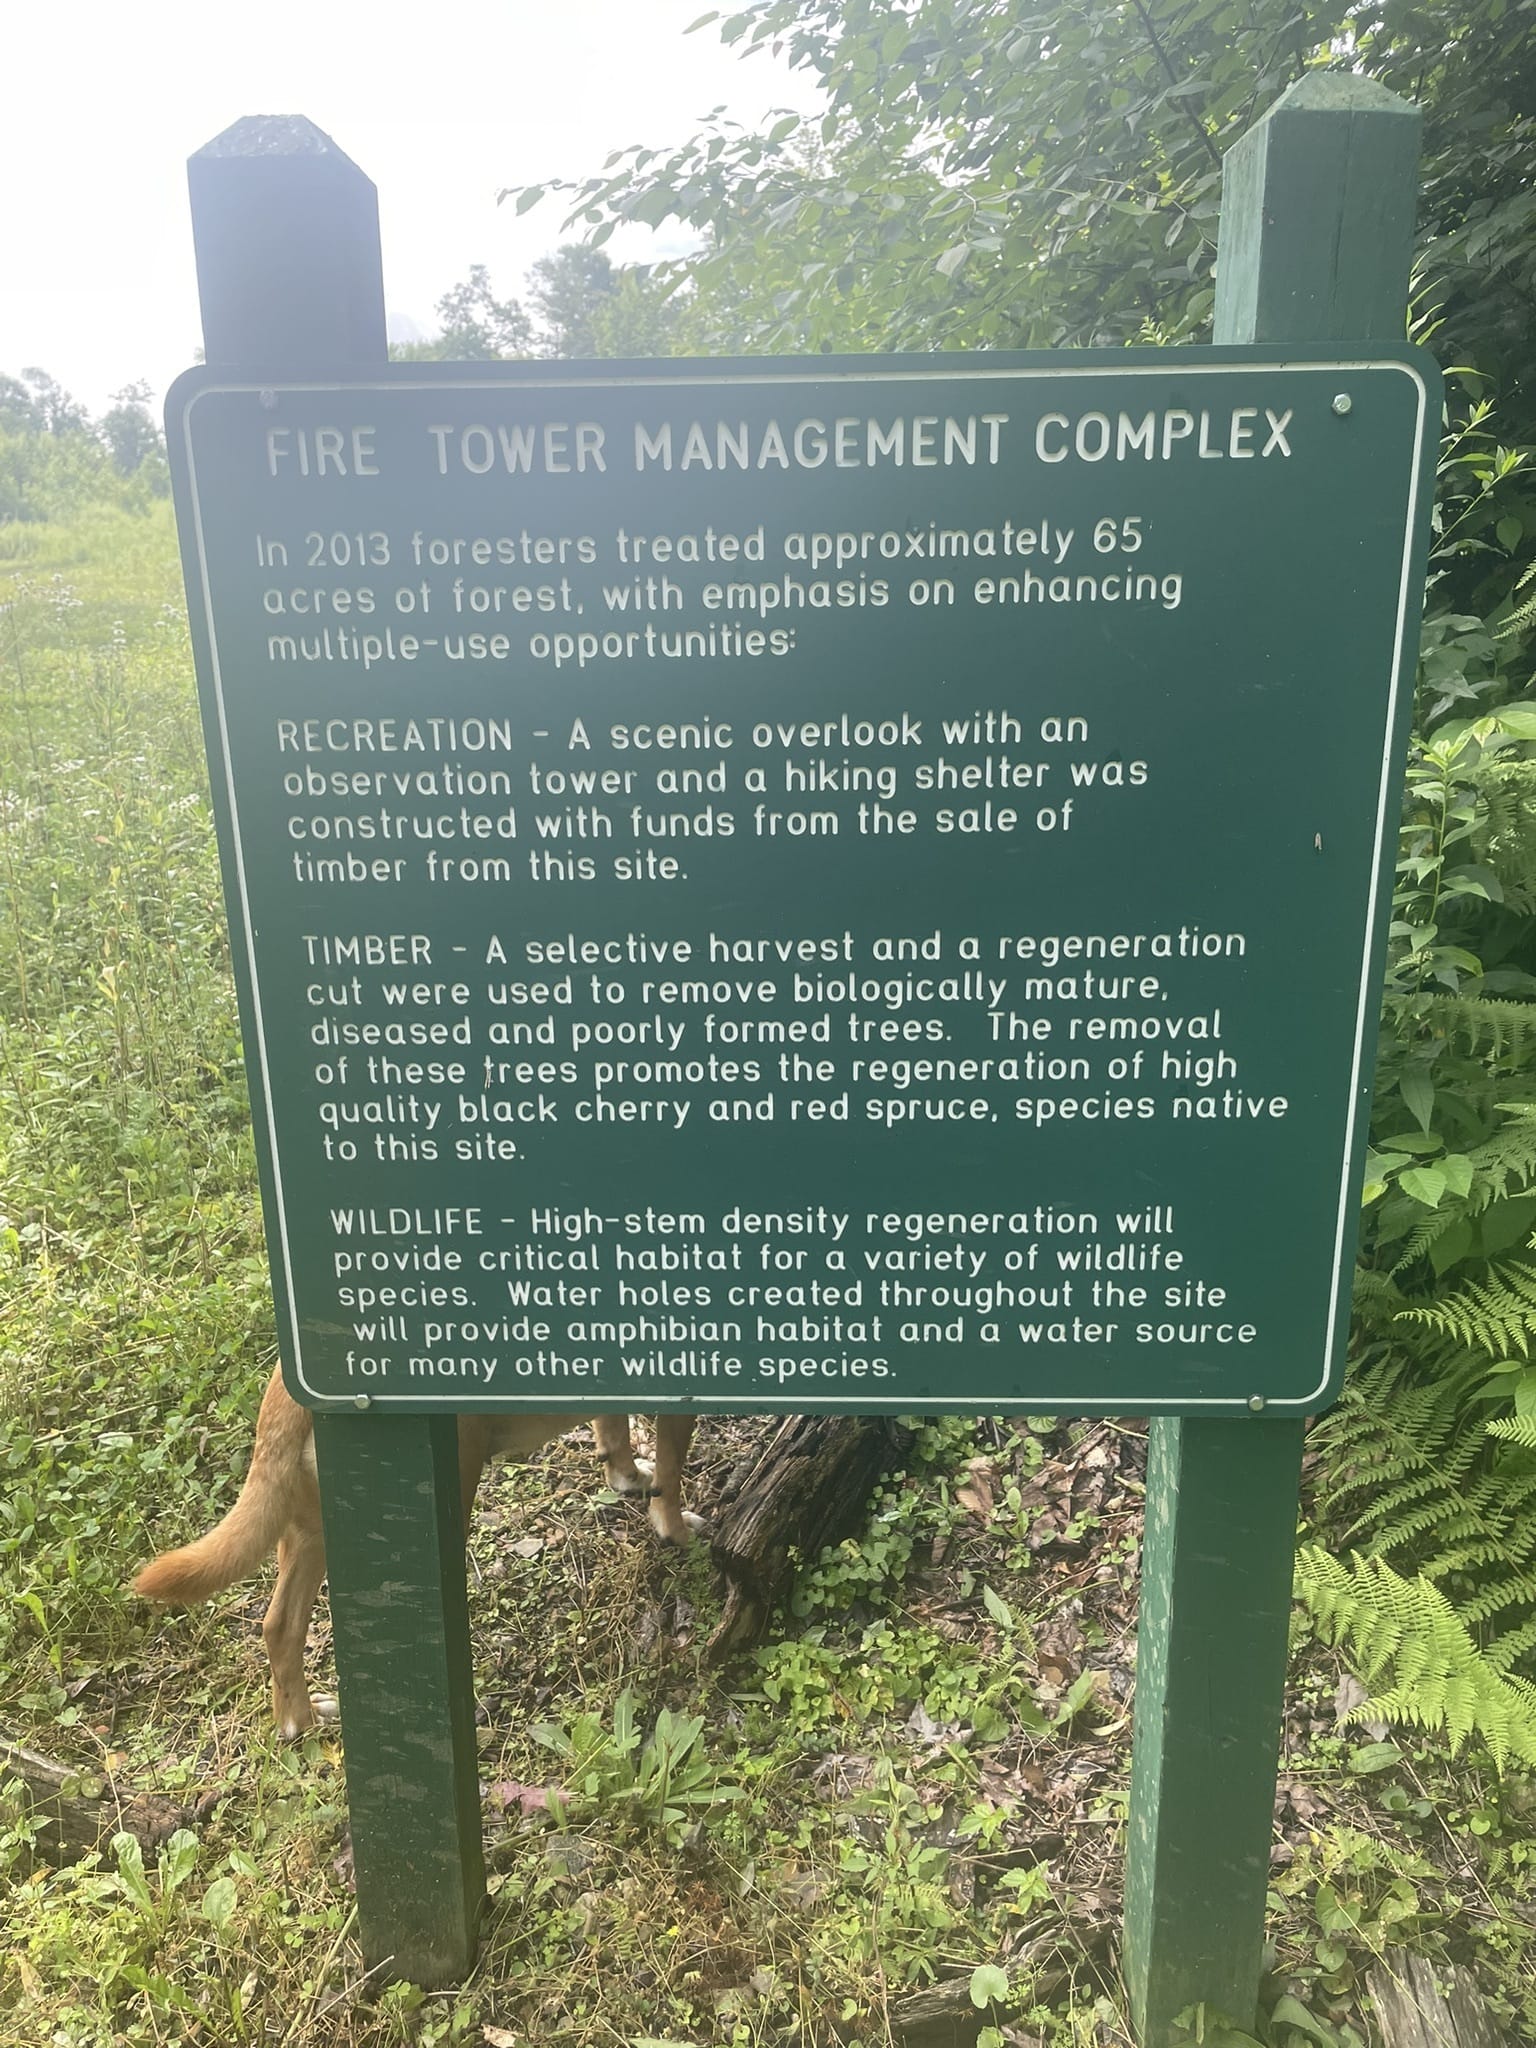 FIRE TOWER MANAGEMENT COMPLEX
In 2013 foresters treated approximately 65
acres of forest, with emphasis on enhancing
multiple-use opportunities:
RECREATION - A scenic overlook with an
observation tower and a hiking shelter was
constructed with funds from the sale of
timber from this site.
TIMBER - A selective harvest and a regeneration
cut were used to remove biologically mature,
diseased and poorly formed trees. The removal
of these trees promotes the regeneration of high
quality black cherry and red spruce, species native
to this site.
WILDLIFE - High-stem density regeneration will
provide critical habitat for a variety of wildlife
species. Water holes created throughout the site
will provide amphibian habitat and a water source
for many other wildlife species.